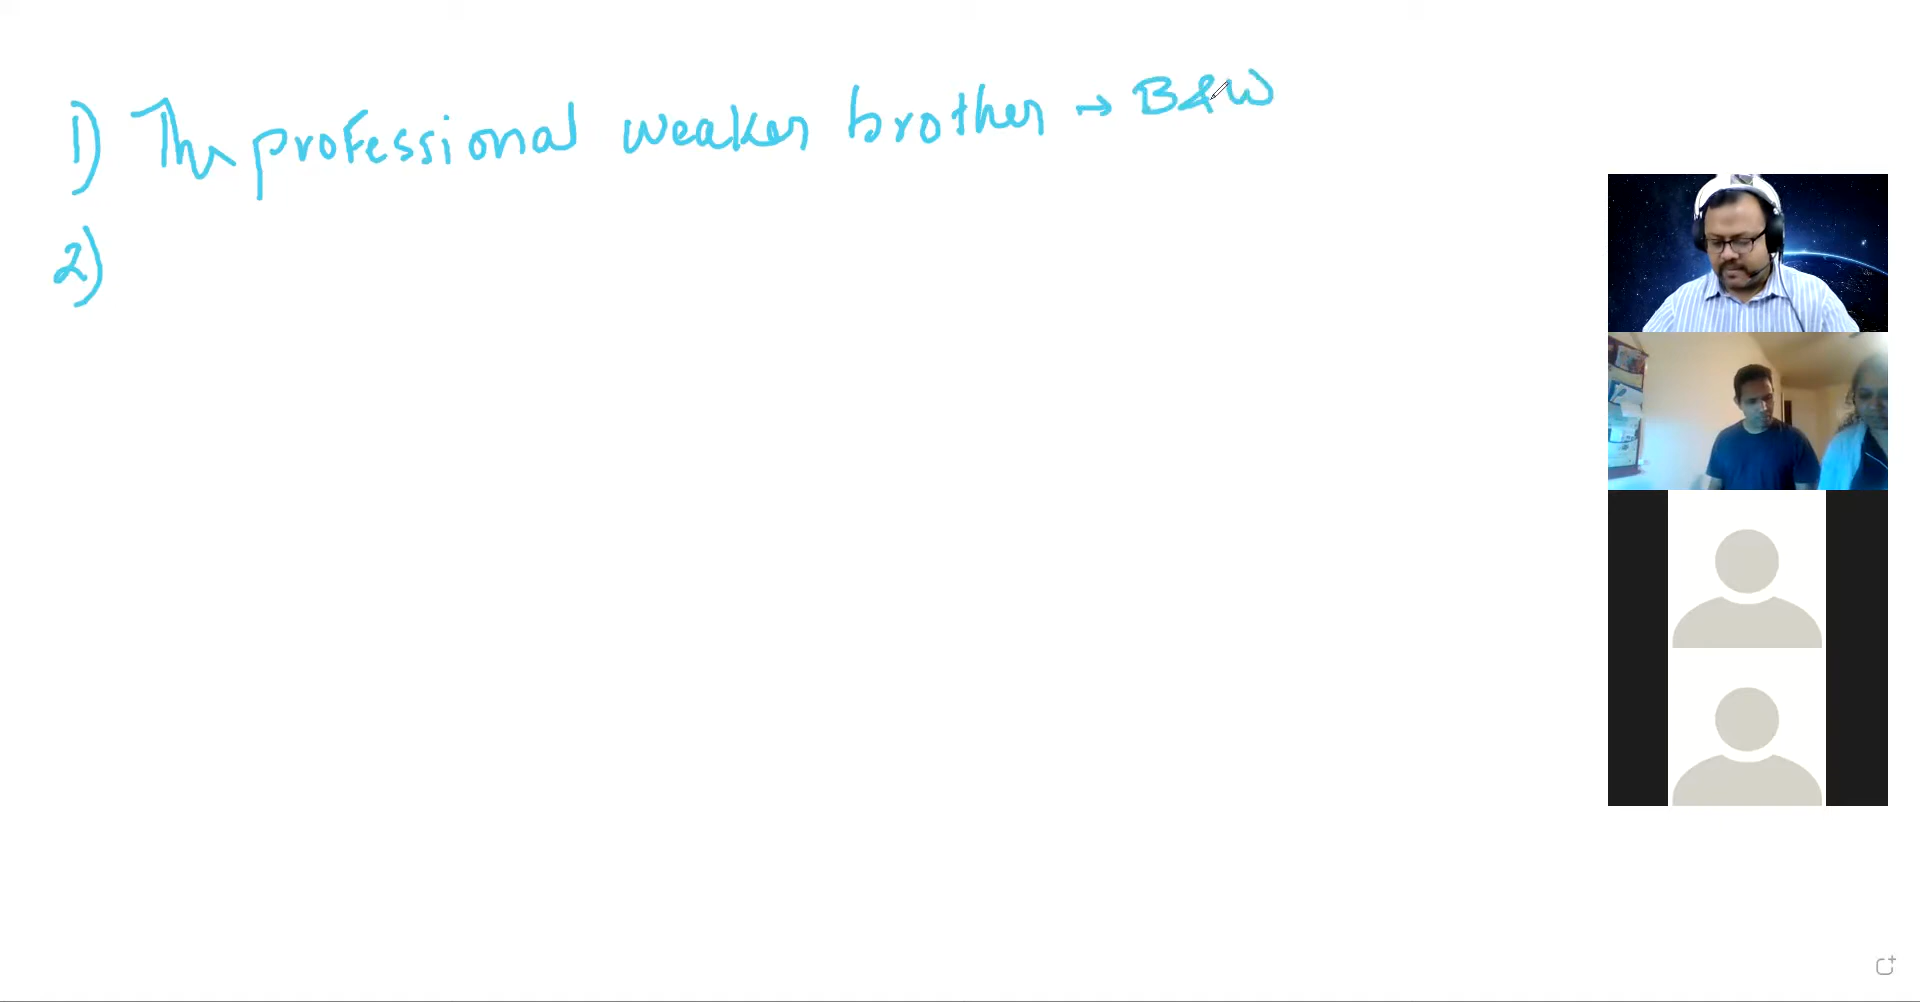 1) The professional weaker brother → B&W
2)